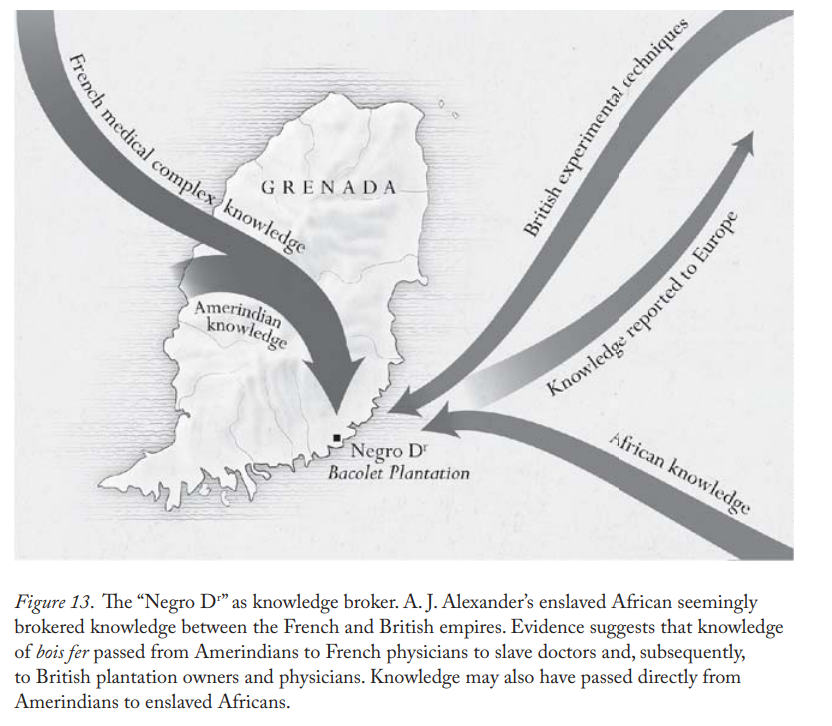 French medical complex knowledge
GRENADA
Amerindian
knowledge
British experimental techniques
Knowledge reported to Europe
African knowledge
Negro Dʳ
Bacolet Plantation
Figure 13. The “Negro Dʳ” as knowledge broker. A. J. Alexander’s enslaved African seemingly
brokered knowledge between the French and British empires. Evidence suggests that knowledge
of bois fer passed from Amerindians to French physicians to slave doctors and, subsequently,
to British plantation owners and physicians. Knowledge may also have passed directly from
Amerindians to enslaved Africans.